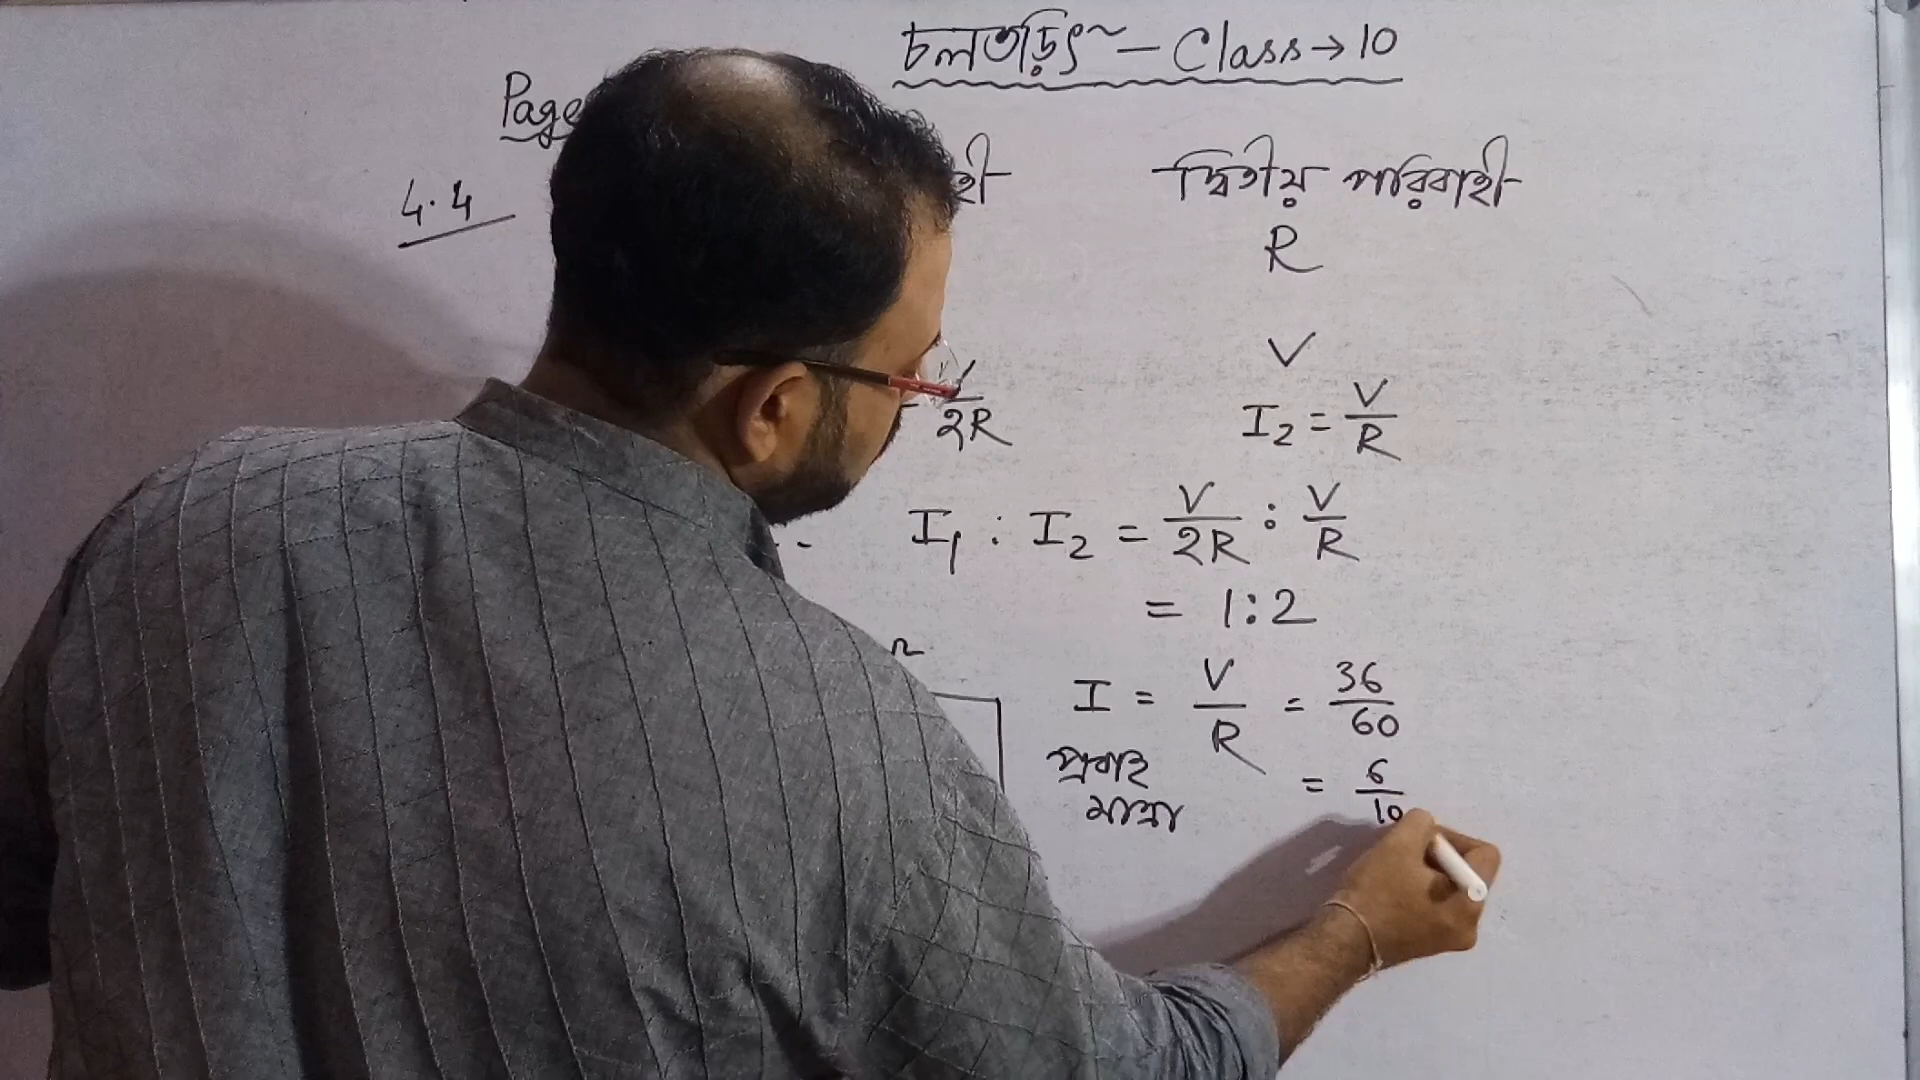 চলতড়িৎ — Class → 10
Page
4.4
দ্বিতীয় পরিবাহী
R
V
V/2R
I₂ = V/R
I₁ : I₂ = V/2R : V/R
= 1:2
I = V/R = 36/60
প্রবাহ
মাত্রা
= 6/10